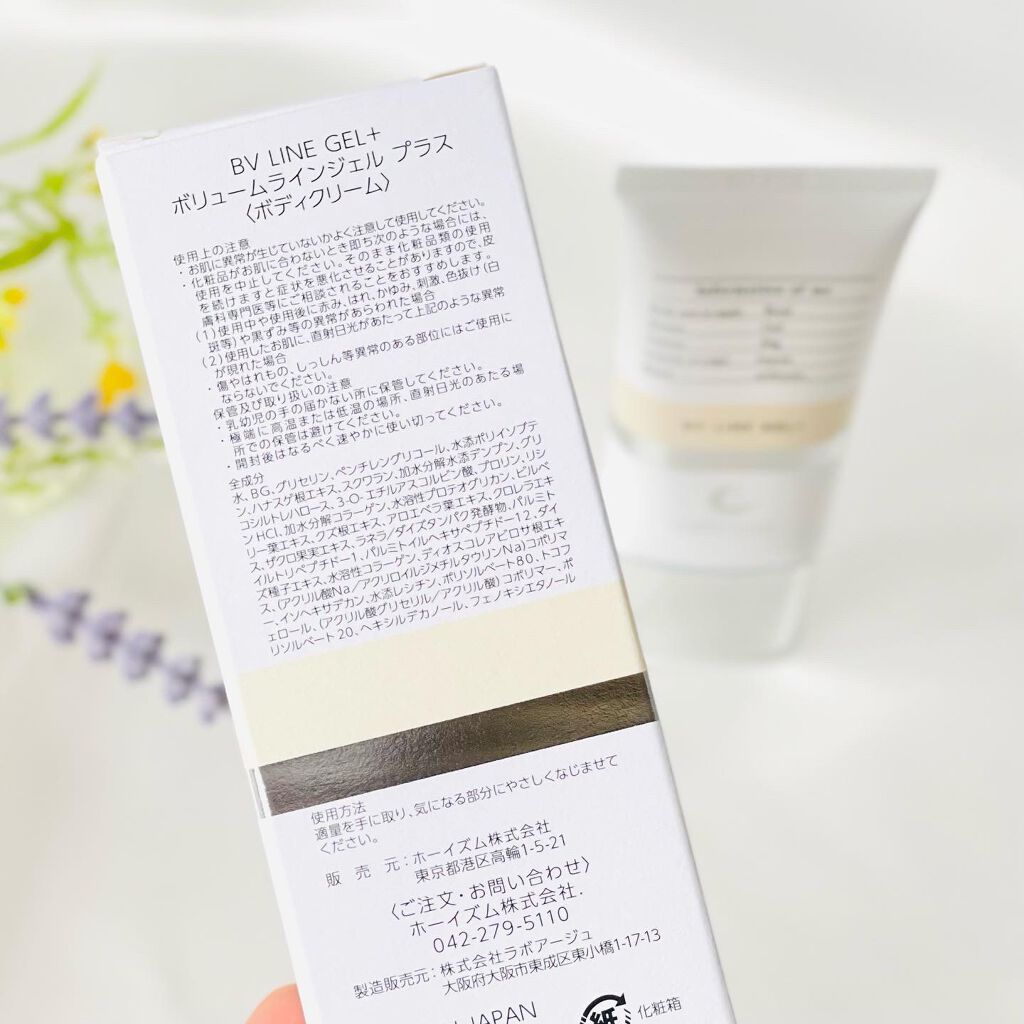 BV LINE GEL+
ボリュームラインジェル プラス
〈ボディクリーム〉
使用上の注意
・お肌に異常が生じていないかよく注意して使用してください。
・化粧品がお肌に合わないとき即ち次のような場合には、
使用を中止してください。そのまま化粧品類の使用
を続けますと症状を悪化させることがありますので、皮
膚科専門医等にご相談されることをおすすめします。
(1)使用中や使用後に赤み、はれ、かゆみ、刺激、色抜け(白
斑等)や黒ずみ等の異常があらわれた場合
(2)使用したお肌に、直射日光があたって上記のような異常
が現れた場合
・傷やはれもの、しっしん等異常のある部位にはご使用に
ならないでください。
保管及び取り扱いの注意
・乳幼児の手の届かない所に保管してください。
・極端に高温または低温の場所、直射日光のあたる場
所での保管は避けてください。
・開封後はなるべく速やかに使い切ってください。
全成分
水、BG、グリセリン、ペンチレングリコール、水添ポリイソブテ
ン、ハナスゲ根エキス、スクワラン、加水分解水添デンプン、グリ
コシルトレハロース、3-O-エチルアスコルビン酸、プロリン、リシ
ンHCl、加水分解コラーゲン、水溶性プロテオグリカン、ビルベ
リー葉エキス、クズ根エキス、アロエベラ葉エキス、クロレラエキ
ス、ザクロ果実エキス、ラネラ/ダイズタンパク発酵物、パルミト
イルトリペプチド-1、パルミトイルヘキサペプチド-12、ダイ
ズ種子エキス、水溶性コラーゲン、ディオスコレアビロサ根エキ
ス、(アクリル酸Na/アクリロイルジメチルタウリンNa)コポリマ
ー、イソヘキサデカン、水添レシチン、ポリソルベート80、トコフ
ェロール、(アクリル酸グリセリル/アクリル酸)コポリマー、ポ
リソルベート20、ヘキシルデカノール、フェノキシエタノール
使用方法
適量を手に取り、気になる部分にやさしくなじませて
ください。
販 売 元:ホーイズム株式会社
東京都港区高輪1-5-21
〈ご注文・お問い合わせ〉
ホーイズム株式会社.
042-279-5110
製造販売元:株式会社ラボアージュ
大阪府大阪市東成区東小橋1-17-13
JAPAN
紙
化粧箱
BV LINE GEL+